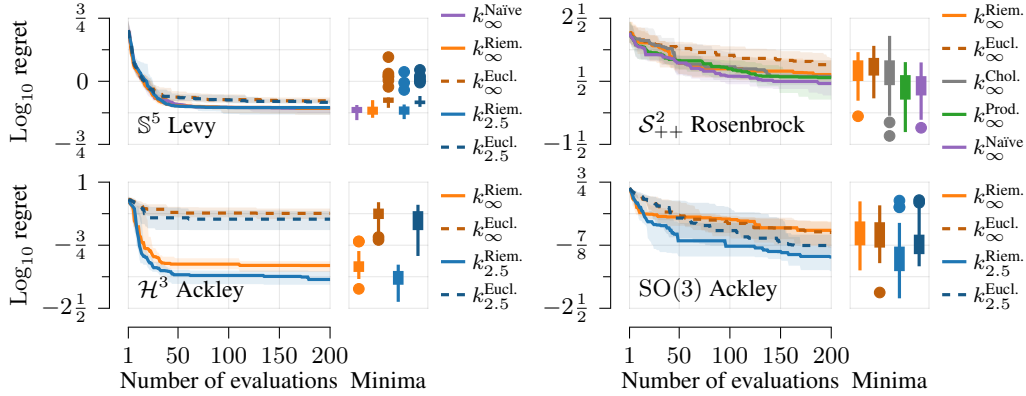 3/4
0
−3/4
Log₁₀ regret
𝕊⁵ Levy
k∞^Naïve
k∞^Riem.
k∞^Eucl.
k2.5^Riem.
k2.5^Eucl.
2 1/2
1/2
−1 1/2
𝒮²₊₊ Rosenbrock
k∞^Riem.
k∞^Eucl.
k∞^Chol.
k∞^Prod.
k∞^Naïve
1
−3/4
−2 1/2
Log₁₀ regret
ℋ³ Ackley
1 50 100 150 200
Number of evaluations
Minima
k∞^Riem.
k∞^Eucl.
k2.5^Riem.
k2.5^Eucl.
3/4
−7/8
−2 1/2
SO(3) Ackley
1 50 100 150 200
Number of evaluations
Minima
k∞^Riem.
k∞^Eucl.
k2.5^Riem.
k2.5^Eucl.